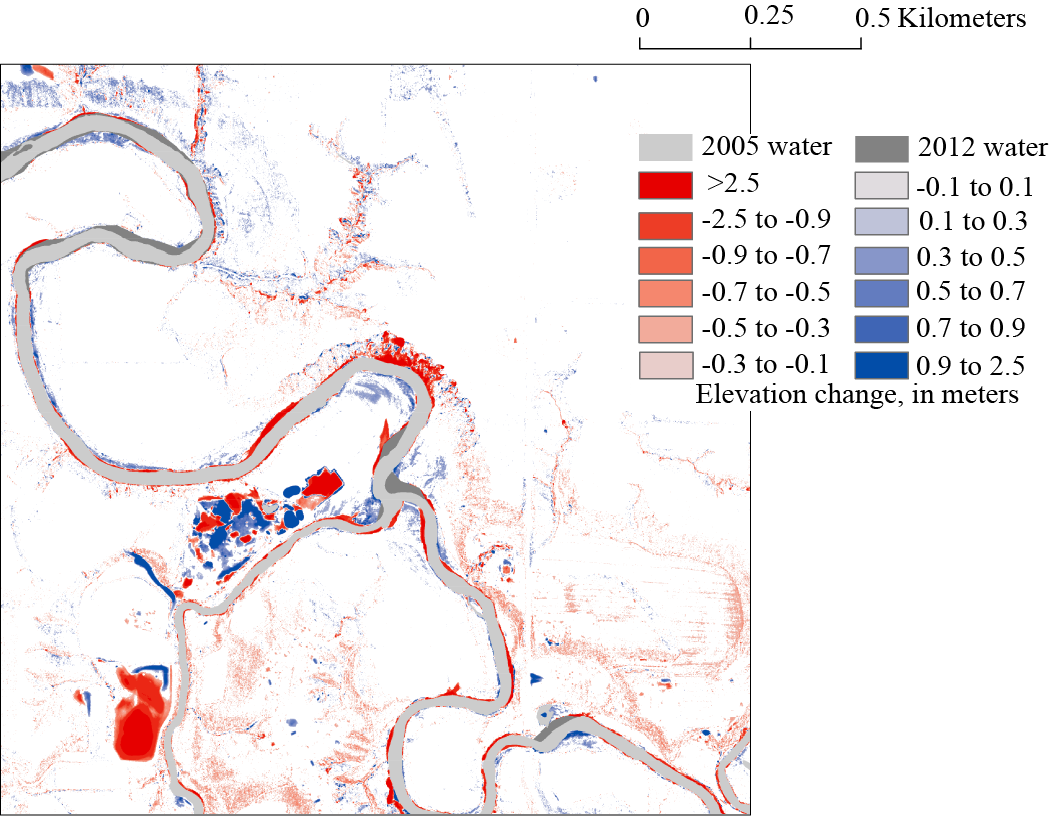 0 0.25 0.5 Kilometers
2005 water 2012 water
>2.5 -0.1 to 0.1
-2.5 to -0.9 0.1 to 0.3
-0.9 to -0.7 0.3 to 0.5
-0.7 to -0.5 0.5 to 0.7
-0.5 to -0.3 0.7 to 0.9
-0.3 to -0.1 0.9 to 2.5
Elevation change, in meters